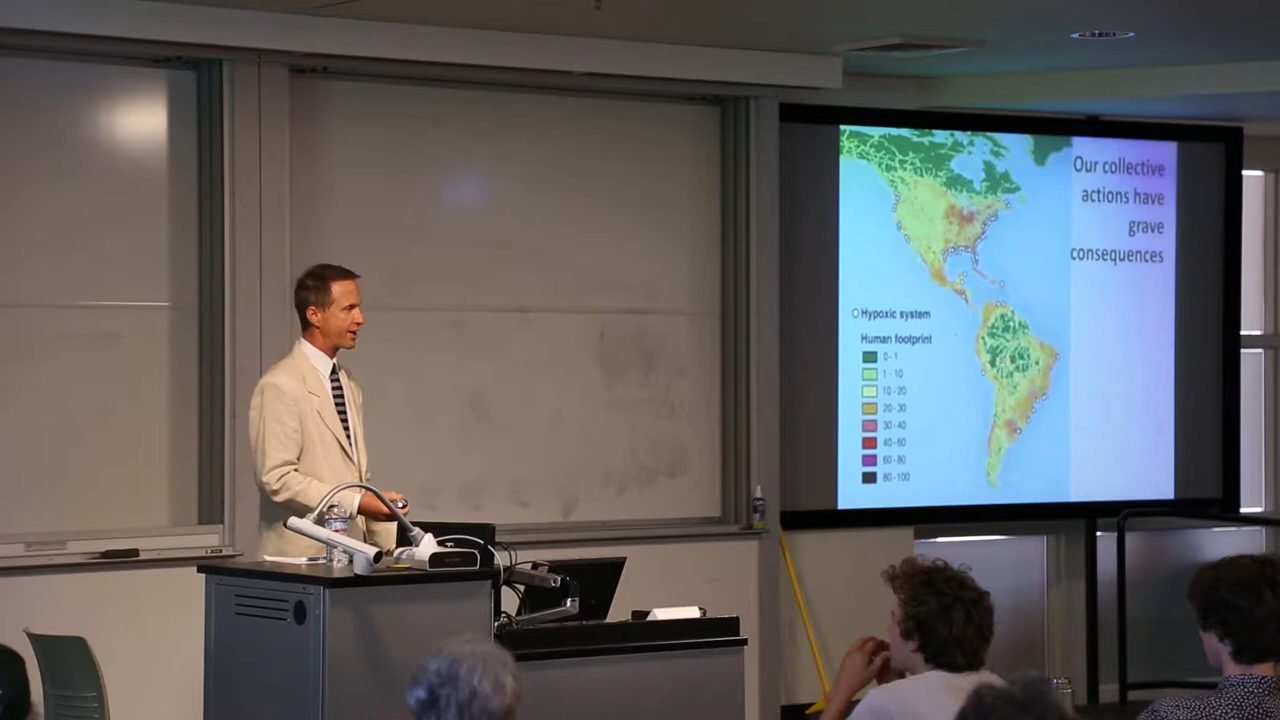 Our collective
actions have
grave
consequences
Hypoxic system
Human footprint
0-1
1-10
10-20
20-30
30-40
40-60
60-80
80-100